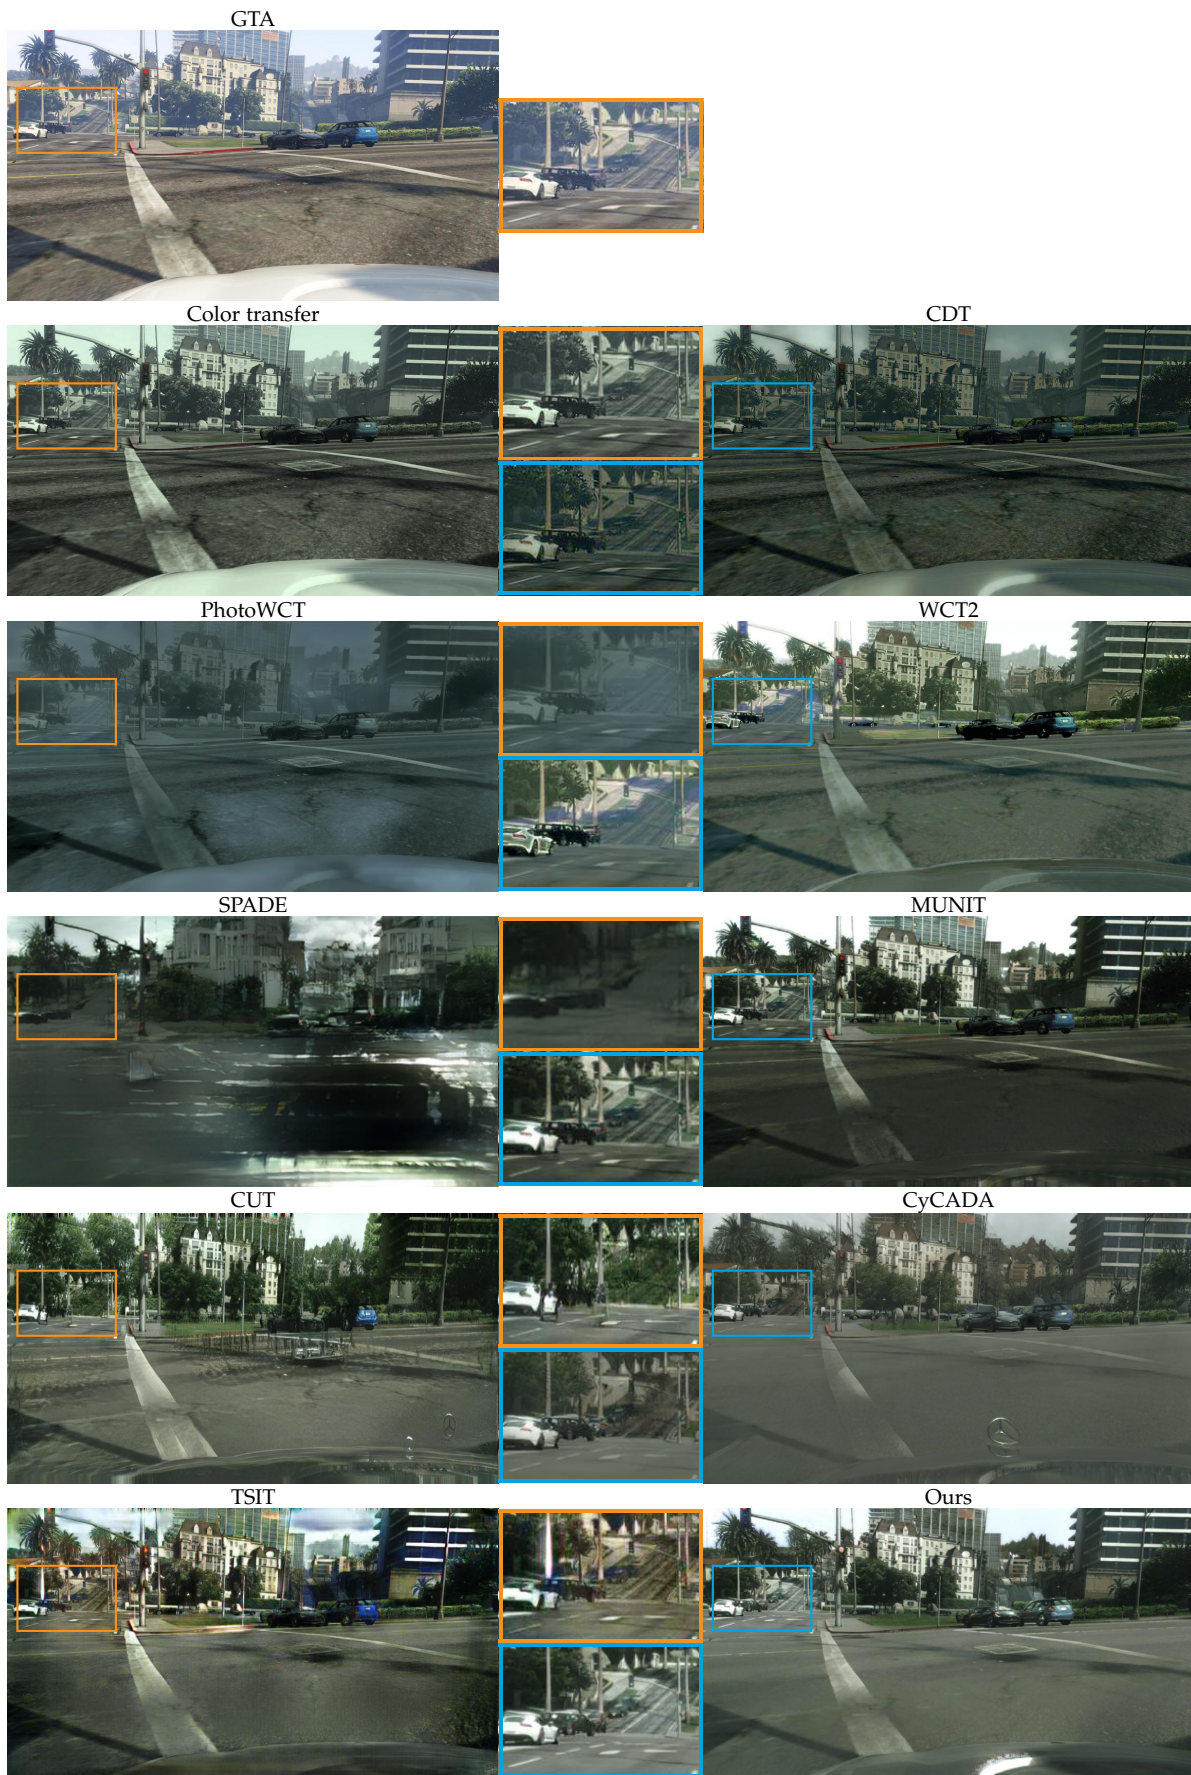 GTA
Color transfer
CDT
PhotoWCT
WCT2
SPADE
MUNIT
CUT
CyCADA
TSIT
Ours